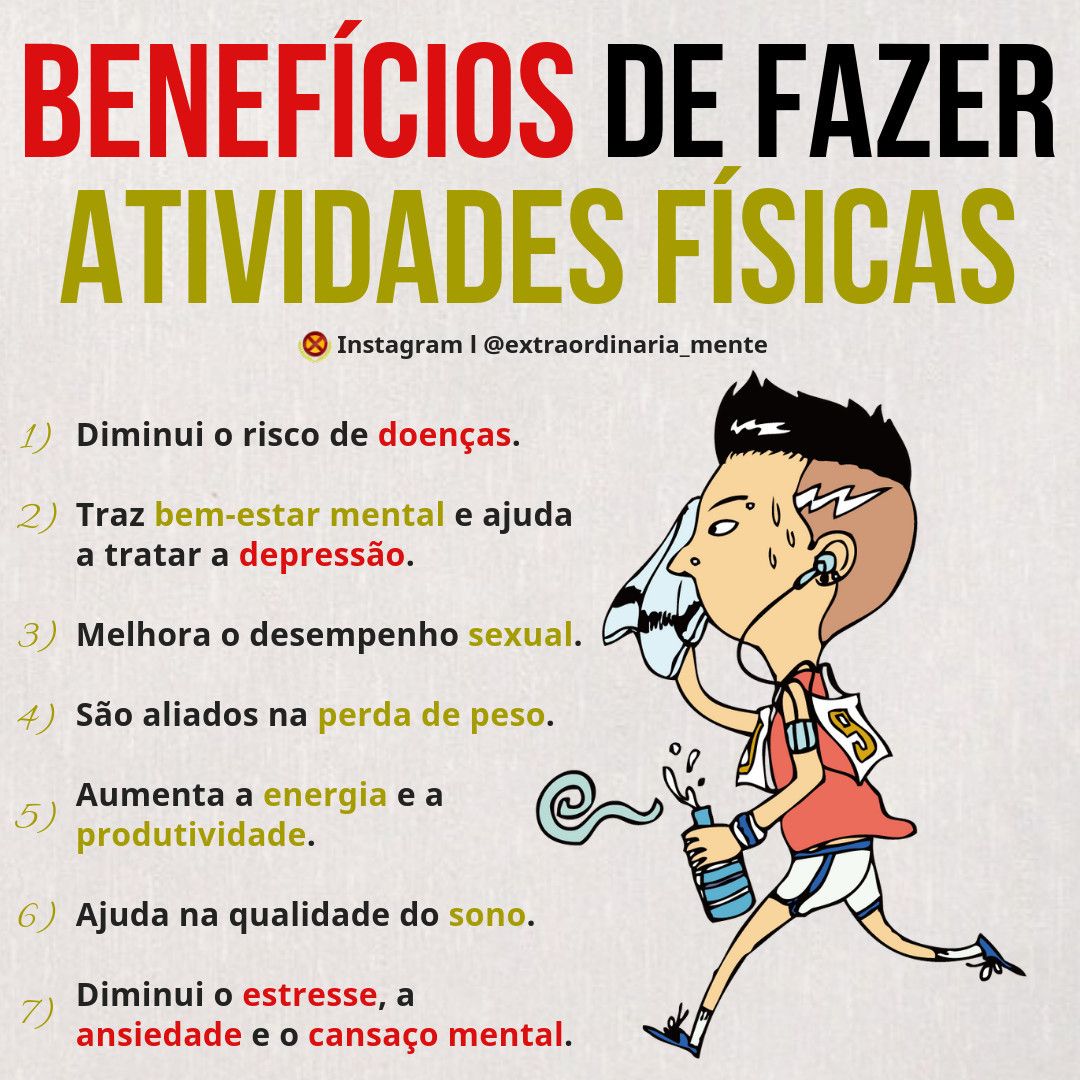 BENEFÍCIOS DE FAZER
ATIVIDADES FÍSICAS
Instagram l @extraordinaria_mente
1) Diminui o risco de doenças.
2) Traz bem-estar mental e ajuda
a tratar a depressão.
3) Melhora o desempenho sexual.
4) São aliados na perda de peso.
5) Aumenta a energia e a
produtividade.
6) Ajuda na qualidade do sono.
7) Diminui o estresse, a
ansiedade e o cansaço mental.
9